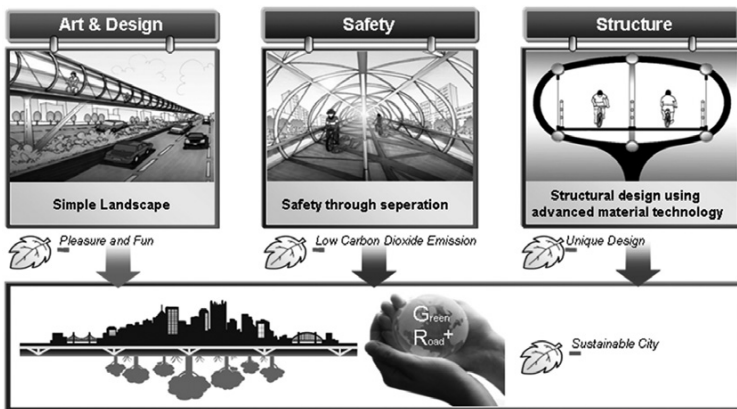 Art & Design
Safety
Structure
Simple Landscape
Safety through seperation
Structural design using
advanced material technology
Pleasure and Fun
Low Carbon Dioxide Emission
Unique Design
Green
Road+
Sustainable City